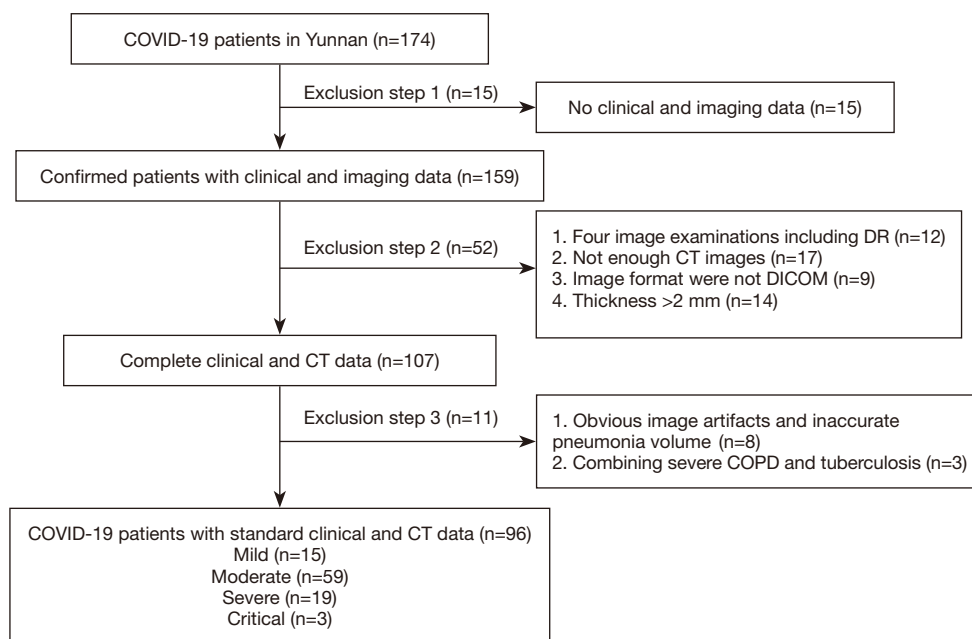 COVID-19 patients in Yunnan (n=174)
Exclusion step 1 (n=15)
No clinical and imaging data (n=15)
Confirmed patients with clinical and imaging data (n=159)
Exclusion step 2 (n=52)
1. Four image examinations including DR (n=12)
2. Not enough CT images (n=17)
3. Image format were not DICOM (n=9)
4. Thickness >2 mm (n=14)
Complete clinical and CT data (n=107)
Exclusion step 3 (n=11)
1. Obvious image artifacts and inaccurate
pneumonia volume (n=8)
2. Combining severe COPD and tuberculosis (n=3)
COVID-19 patients with standard clinical and CT data (n=96)
Mild (n=15)
Moderate (n=59)
Severe (n=19)
Critical (n=3)